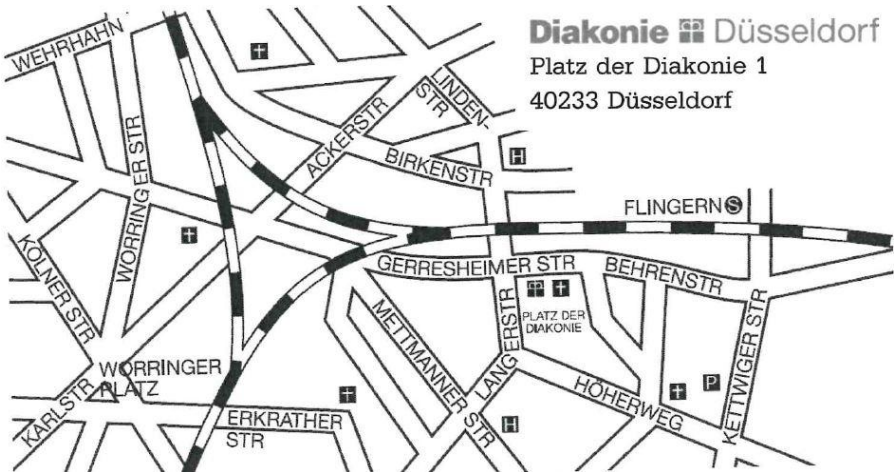 Diakonie Düsseldorf
Platz der Diakonie 1
40233 Düsseldorf
WEHRHAHN
LINDEN-
STR
ACKERSTR
BIRKENSTR
H
WORRINGER STR
FLINGERN S
KÖLNER STR
GERRESHEIMER STR
BEHRENSTR
PLATZ DER
DIAKONIE
METTMANNER STR
LANGERSTR
KETTWIGER STR
WORRINGER
PLATZ
HÖHERWEG
P
KARLSTR
ERKRATHER
STR
H